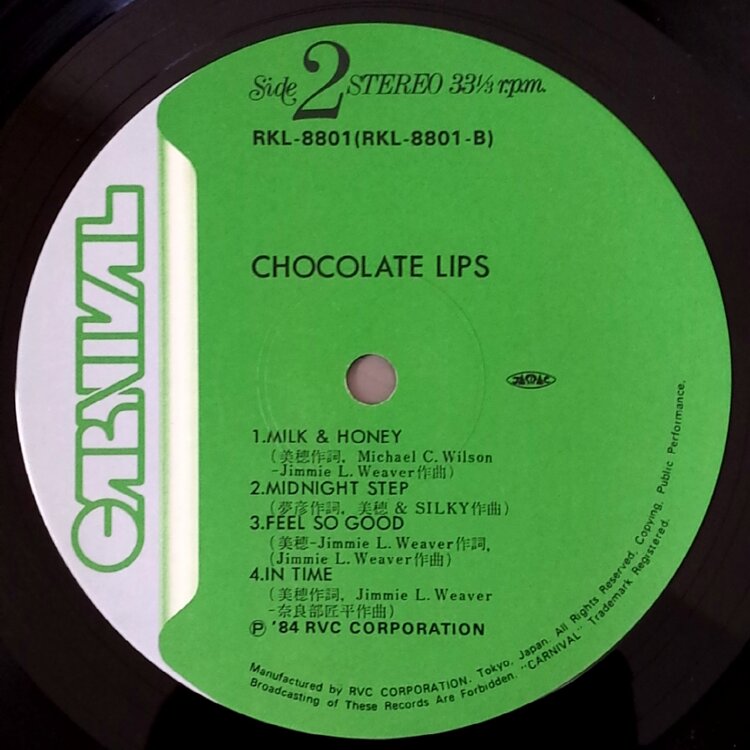 Side 2 STEREO 33⅓ r.p.m.
RKL-8801(RKL-8801-B)
CARNIVAL
CHOCOLATE LIPS
JASRAC
1.MILK & HONEY
(美穂作詞, Michael C. Wilson
-Jimmie L. Weaver作曲)
2.MIDNIGHT STEP
(夢彦作詞, 美穂 & SILKY作曲)
3.FEEL SO GOOD
(美穂-Jimmie L. Weaver作詞,
(Jimmie L. Weaver作曲)
4.IN TIME
(美穂作詞, Jimmie L. Weaver
-奈良部匠平作曲)
Ⓟ '84 RVC CORPORATION
Manufactured by RVC CORPORATION. Tokyo, Japan. All Rights Reserved, Copying, Public Performance,
Broadcasting of These Records Are Forbidden. "CARNIVAL" Trademark Registered.